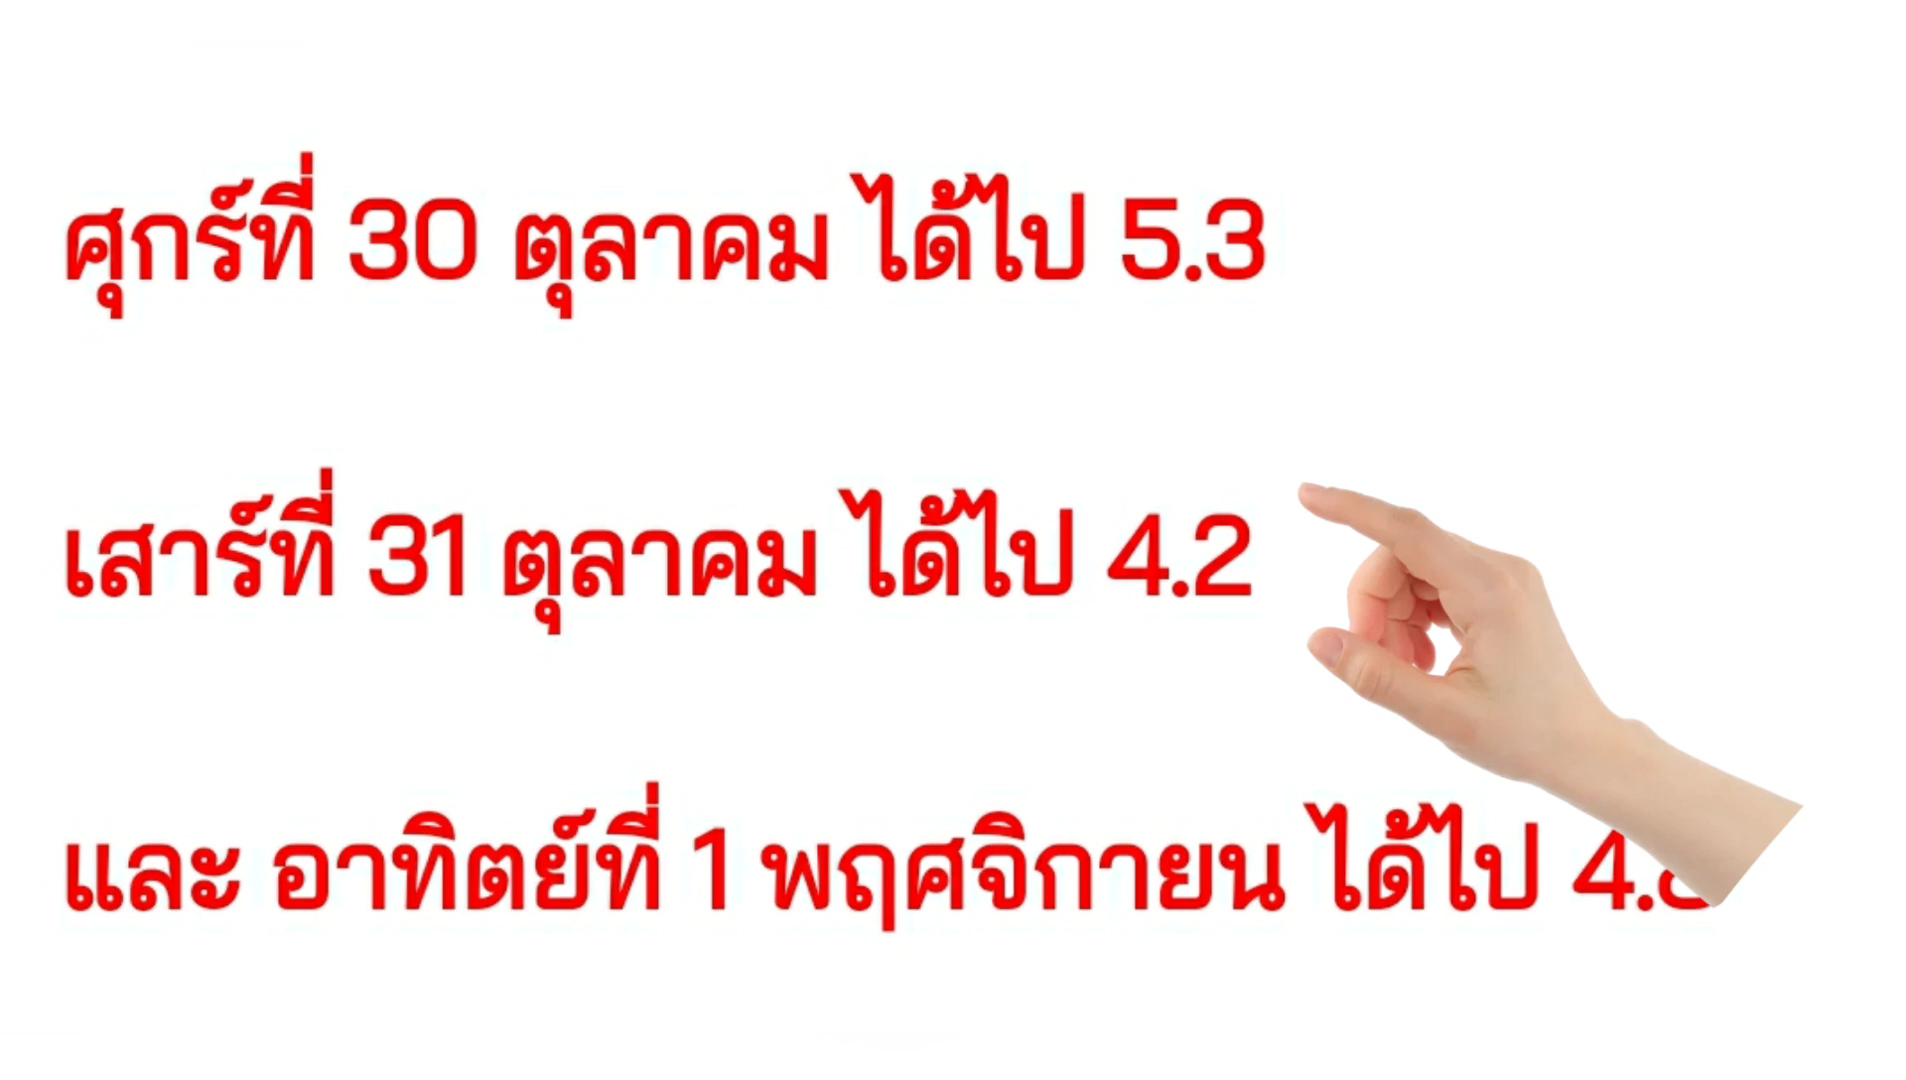 ศุกร์ที่ 30 ตุลาคม ได้ไป 5.3
เสาร์ที่ 31 ตุลาคม ได้ไป 4.2
และ อาทิตย์ที่ 1 พฤศจิกายน ได้ไป